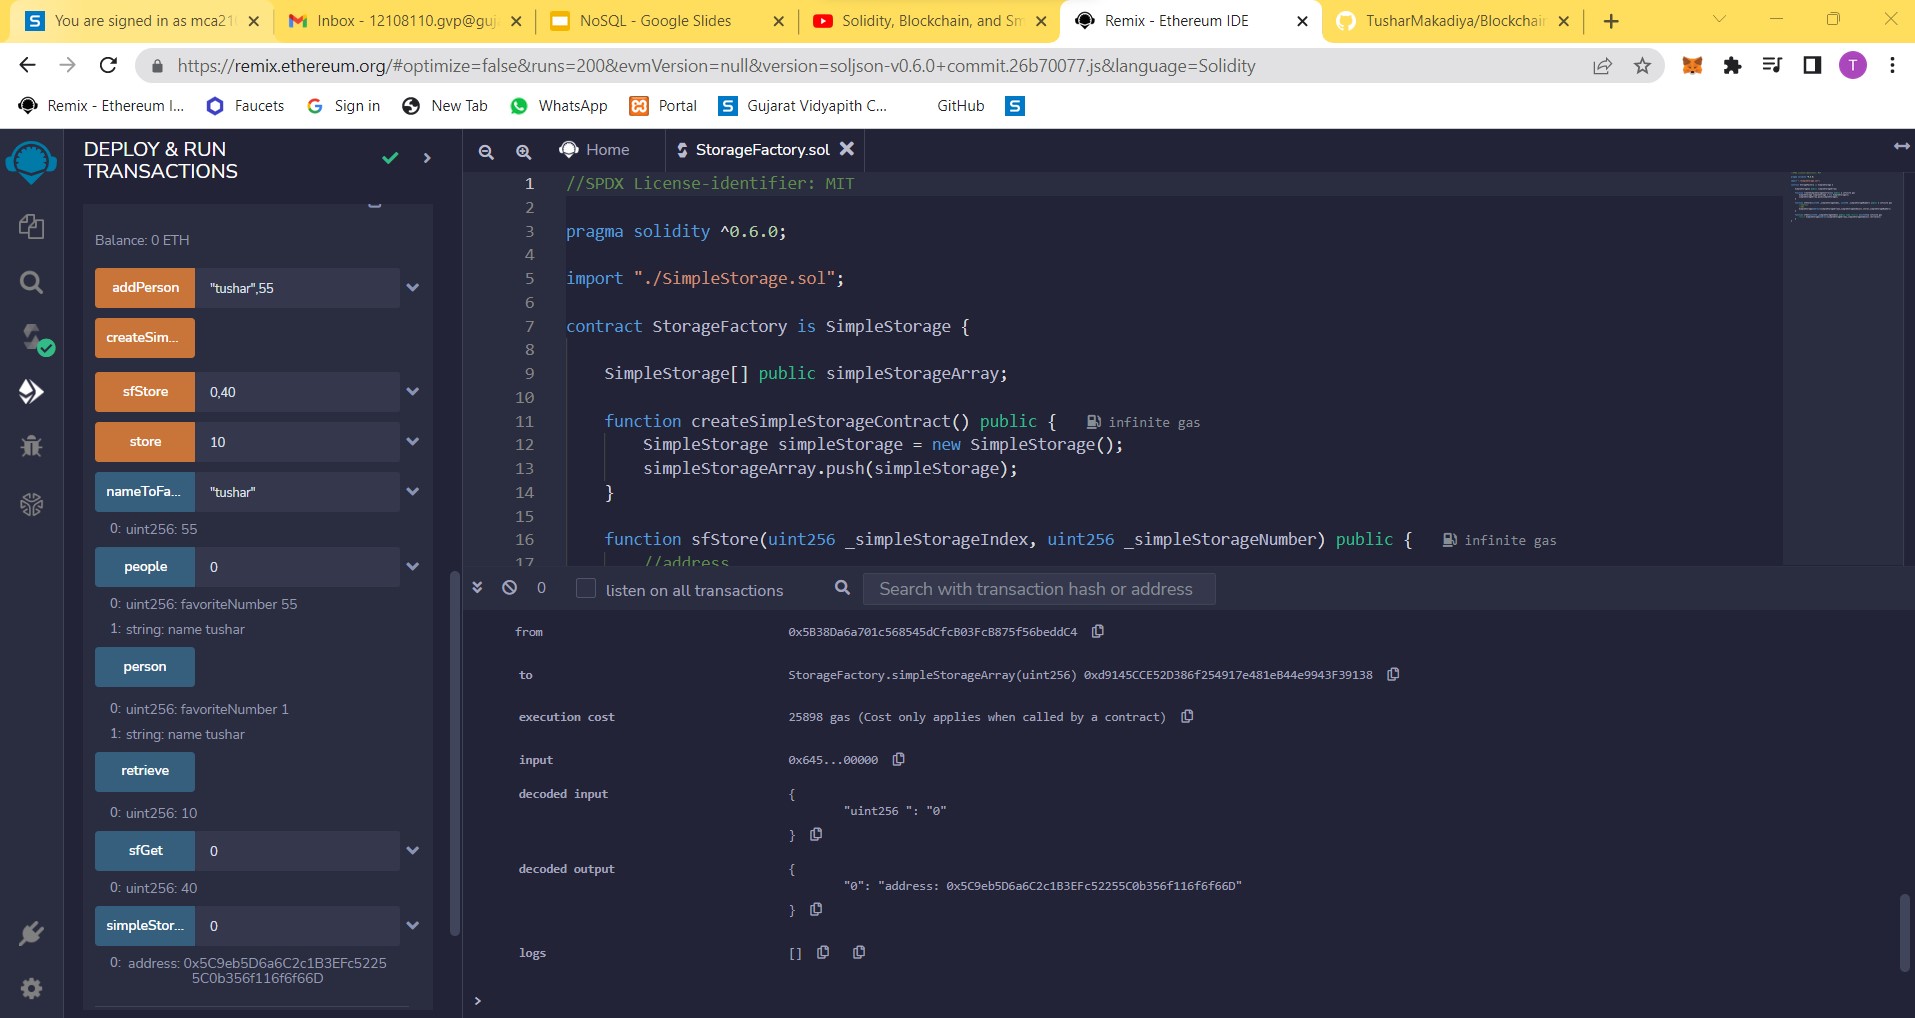 You are signed in as mca21
Inbox - 12108110.gvp@guj
NoSQL - Google Slides
Solidity, Blockchain, and Sm
Remix - Ethereum IDE
TusharMakadiya/Blockchain
https://remix.ethereum.org/#optimize=false&runs=200&evmVersion=null&version=soljson-v0.6.0+commit.26b70077.js&language=Solidity
T
Remix - Ethereum I...
Faucets
Sign in
New Tab
WhatsApp
Portal
Gujarat Vidyapith C...
GitHub
DEPLOY & RUN
TRANSACTIONS
Balance: 0 ETH
addPerson "tushar",55
createSim...
sfStore 0,40
store 10
nameToFa... "tushar"
0: uint256: 55
people 0
0: uint256: favoriteNumber 55
1: string: name tushar
person
0: uint256: favoriteNumber 1
1: string: name tushar
retrieve
0: uint256: 10
sfGet 0
0: uint256: 40
simpleStor... 0
0: address: 0x5C9eb5D6a6C2c1B3EFc5225
5C0b356f116f6f66D
Home
StorageFactory.sol
1 //SPDX License-identifier: MIT
2
3 pragma solidity ^0.6.0;
4
5 import "./SimpleStorage.sol";
6
7 contract StorageFactory is SimpleStorage {
8
9 SimpleStorage[] public simpleStorageArray;
10
11 function createSimpleStorageContract() public { infinite gas
12 SimpleStorage simpleStorage = new SimpleStorage();
13 simpleStorageArray.push(simpleStorage);
14 }
15
16 function sfStore(uint256 _simpleStorageIndex, uint256 _simpleStorageNumber) public { infinite gas
17 //address
0
listen on all transactions
Search with transaction hash or address
from 0x5B38Da6a701c568545dCfcB03FcB875f56beddC4
to StorageFactory.simpleStorageArray(uint256) 0xd9145CCE52D386f254917e481eB44e9943F39138
execution cost 25898 gas (Cost only applies when called by a contract)
input 0x645...00000
decoded input {
"uint256 ": "0"
}
decoded output {
"0": "address: 0x5C9eb5D6a6C2c1B3EFc52255C0b356f116f6f66D"
}
logs []
>